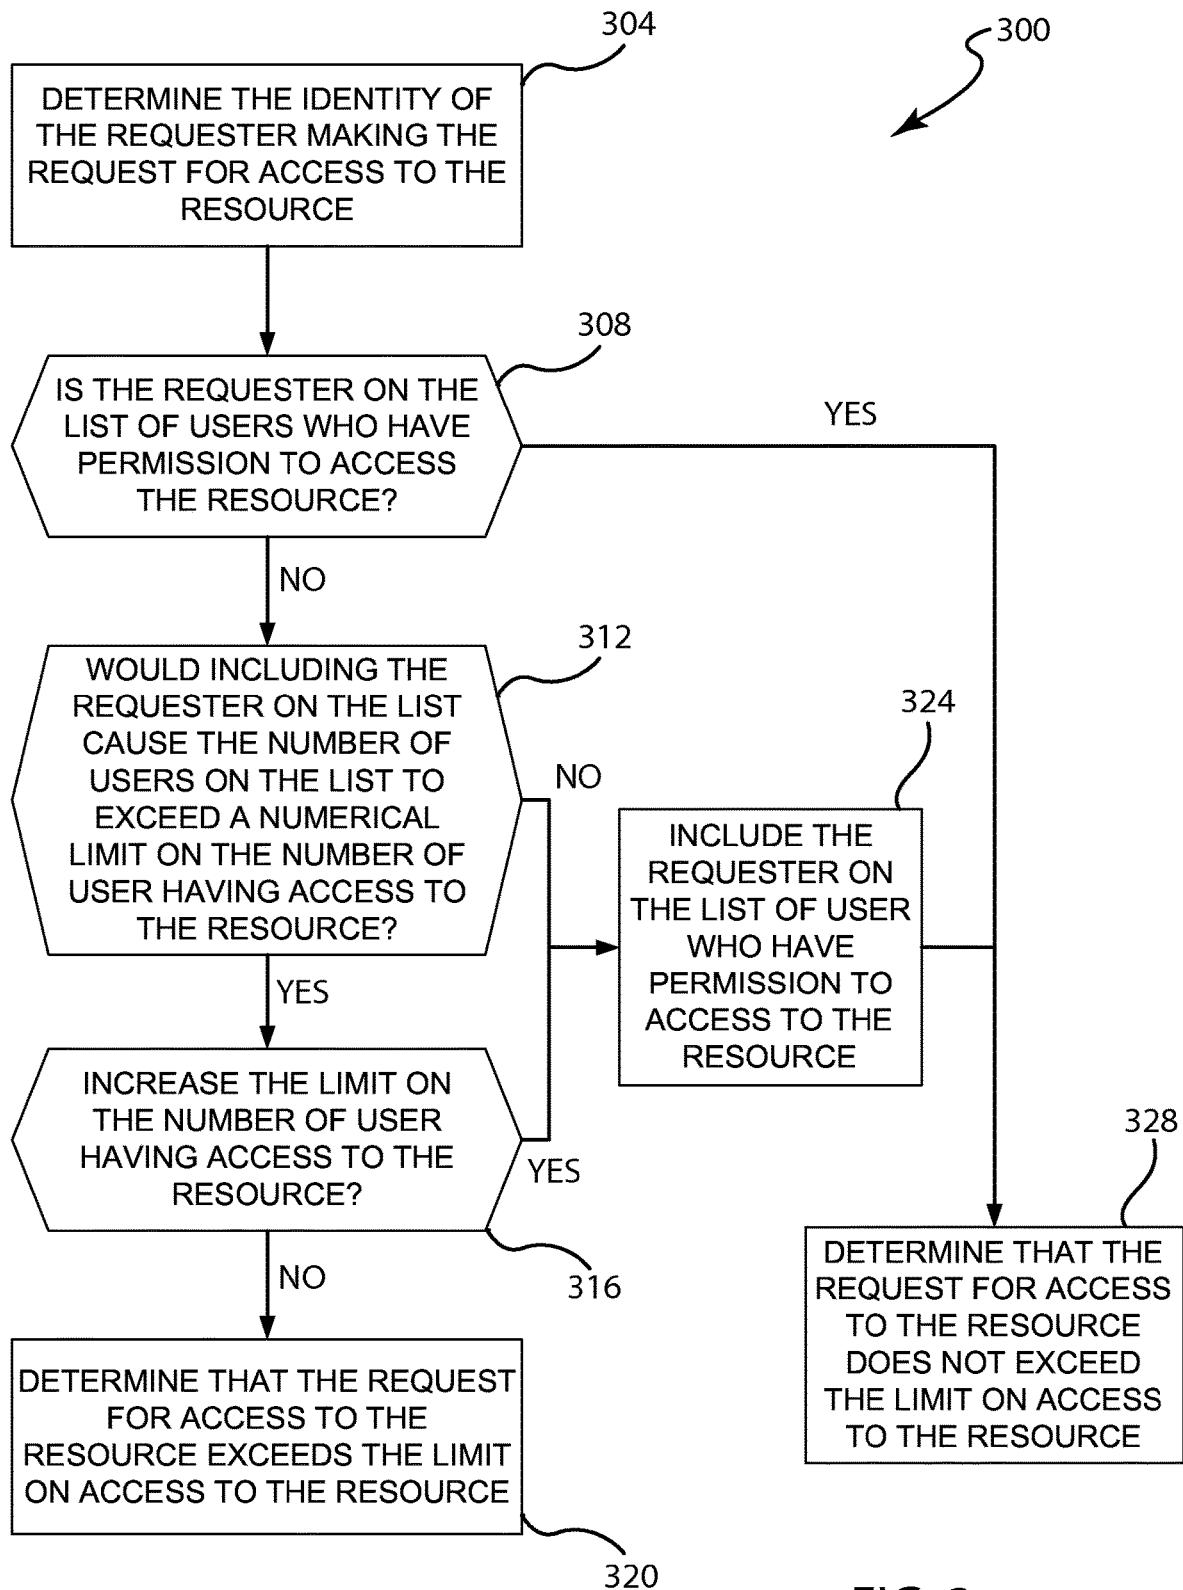 304
300
DETERMINE THE IDENTITY OF
THE REQUESTER MAKING THE
REQUEST FOR ACCESS TO THE
RESOURCE
308
IS THE REQUESTER ON THE
LIST OF USERS WHO HAVE
PERMISSION TO ACCESS
THE RESOURCE?
YES
NO
312
WOULD INCLUDING THE
REQUESTER ON THE LIST
CAUSE THE NUMBER OF
USERS ON THE LIST TO
EXCEED A NUMERICAL
LIMIT ON THE NUMBER OF
USER HAVING ACCESS TO
THE RESOURCE?
NO
324
INCLUDE THE
REQUESTER ON
THE LIST OF USER
WHO HAVE
PERMISSION TO
ACCESS TO THE
RESOURCE
YES
INCREASE THE LIMIT ON
THE NUMBER OF USER
HAVING ACCESS TO THE
RESOURCE?
YES
316
NO
328
DETERMINE THAT THE
REQUEST FOR ACCESS
TO THE RESOURCE
DOES NOT EXCEED
THE LIMIT ON ACCESS
TO THE RESOURCE
DETERMINE THAT THE REQUEST
FOR ACCESS TO THE
RESOURCE EXCEEDS THE LIMIT
ON ACCESS TO THE RESOURCE
320